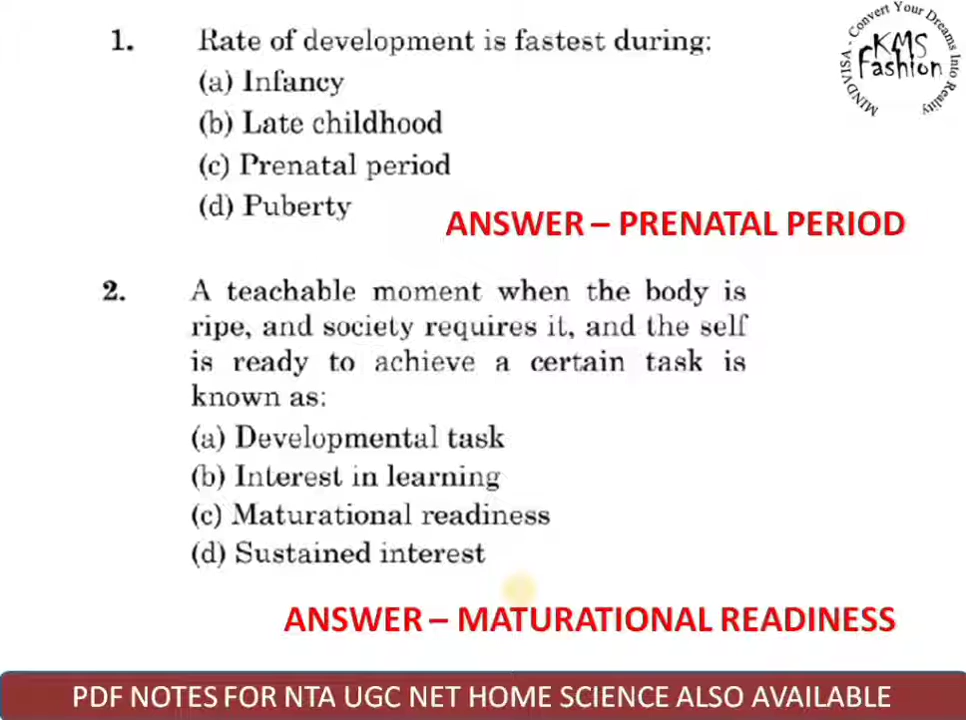 1. Rate of development is fastest during:
(a) Infancy
(b) Late childhood
(c) Prenatal period
(d) Puberty
ANSWER – PRENATAL PERIOD
2. A teachable moment when the body is
ripe, and society requires it, and the self
is ready to achieve a certain task is
known as:
(a) Developmental task
(b) Interest in learning
(c) Maturational readiness
(d) Sustained interest
ANSWER – MATURATIONAL READINESS
PDF NOTES FOR NTA UGC NET HOME SCIENCE ALSO AVAILABLE
MINDVISA - Convert Your Dreams Into Reality
KMS
Fashion